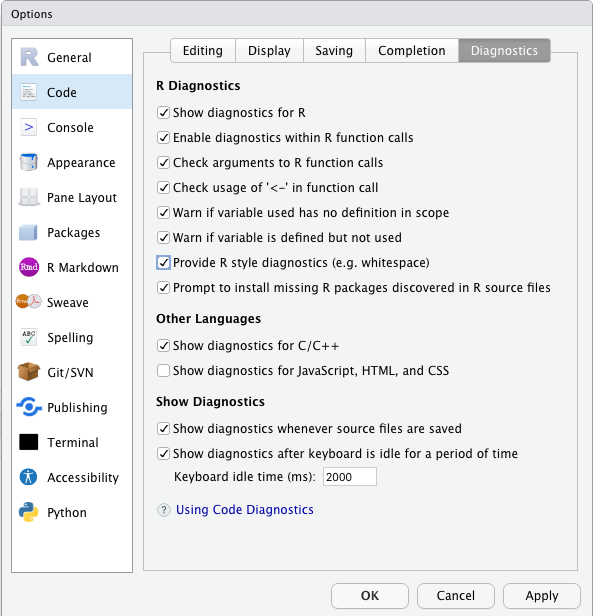 Options
General
Code
Console
Appearance
Pane Layout
Packages
R Markdown
Sweave
Spelling
Git/SVN
Publishing
Terminal
Accessibility
Python
Editing Display Saving Completion Diagnostics
R Diagnostics
Show diagnostics for R
Enable diagnostics within R function calls
Check arguments to R function calls
Check usage of '<-' in function call
Warn if variable used has no definition in scope
Warn if variable is defined but not used
Provide R style diagnostics (e.g. whitespace)
Prompt to install missing R packages discovered in R source files
Other Languages
Show diagnostics for C/C++
Show diagnostics for JavaScript, HTML, and CSS
Show Diagnostics
Show diagnostics whenever source files are saved
Show diagnostics after keyboard is idle for a period of time
Keyboard idle time (ms): 2000
? Using Code Diagnostics
OK Cancel Apply